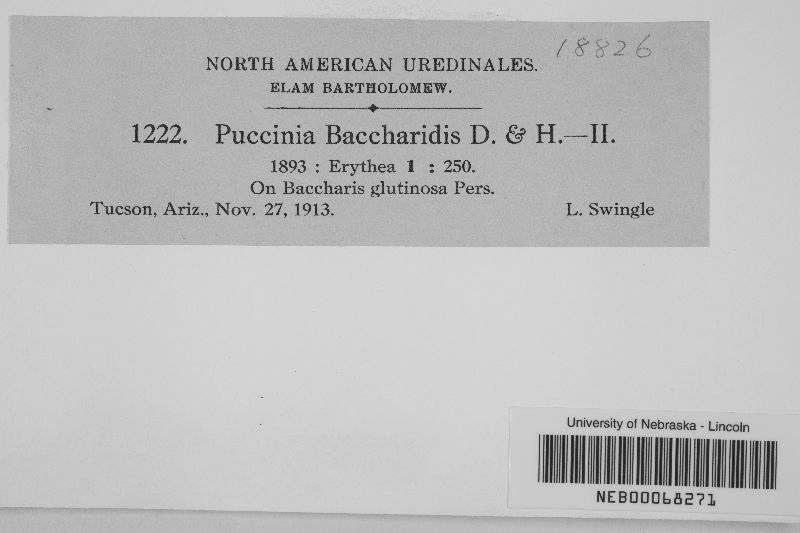 18826
NORTH AMERICAN UREDINALES.
ELAM BARTHOLOMEW.
1222. Puccinia Baccharidis D. & H.—II.
1893 : Erythea 1 : 250.
On Baccharis glutinosa Pers.
Tucson, Ariz., Nov. 27, 1913. L. Swingle
University of Nebraska - Lincoln
NEB00068271